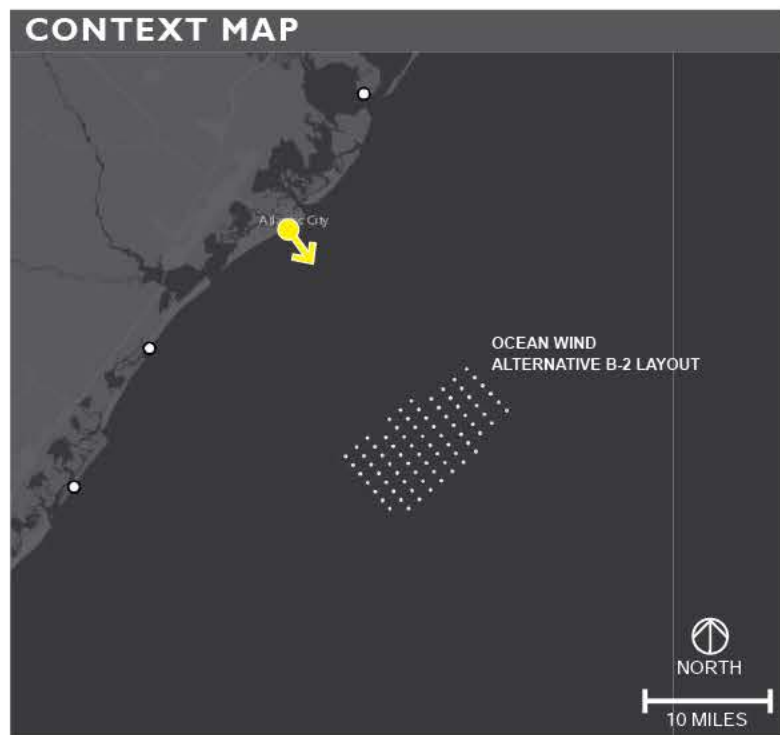 CONTEXT MAP
Atlantic City
OCEAN WIND
ALTERNATIVE B-2 LAYOUT
NORTH
10 MILES